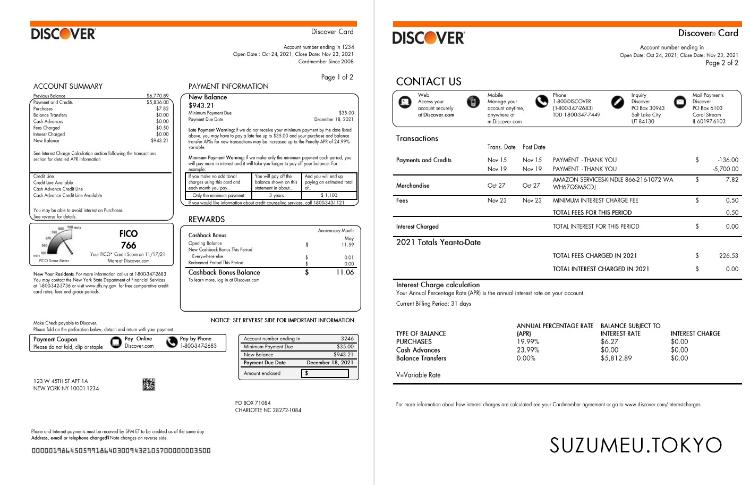 DISCOVER
Discover Card
Account number ending in 1234
Open Date : Oct 24, 2021, Close Date: Nov 23, 2021
Cardmember Since 2006
Page 1 of 2
ACCOUNT SUMMARY
Previous Balance $6,770.69
Payment and Credits $5,836.00
Purchases $7.82
Balance Transfers $0.00
Cash Advances $0.00
Fees Charged $0.50
Interest Charged $0.00
New Balance $943.21
See Interest Charge Calculation section following the transactions
section for detailed APR information
Credit Line
Credit Line Available
Cash Advance Credit Line
Cash Advance Credit Line Available
You may be able to avoid interest on Purchases.
See reverse for details.
FICO
766
Your FICO® Credit Score on 11/17/21
More at Discover.com
FICO Score Meter
New York Residents: For more information call us at 1-800-347-2683.
You may contact the New York State Department of Financial Services
at 1-800-342-3736 or visit www.dfs.ny.gov for free comparative credit
card rates, fees and grace periods.
PAYMENT INFORMATION
New Balance
$943.21
Minimum Payment Due $35.00
Payment Due Date December 18, 2021
Late Payment Warning: If we do not receive your minimum payment by the date listed
above, you may have to pay a late fee up to $35.00 and your purchase and balance
transfer APRs for new transactions may be increased up to the Penalty APR of 24.99%
variable.
Minimum Payment Warning: If you make only the minimum payment each period, you
will pay more in interest and it will take you longer to pay off your balance. For
example:
If you make no additional charges using this card and each month you pay... You will pay off the balance shown on this statement in about... And you will end up paying an estimated total of...
Only the minimum payment 3 years $ 1,100
If you would like information about credit counseling services, call 1-800-347-1121
REWARDS
Cashback Bonus Anniversary Month
May
Opening Balance $ 11.59
New Cashback Bonus This Period
Everywhere else $ 0.01
Redeemed Period This Period $ 0.00
Cashback Bonus Balance $ 11.06
To learn more, log in at Discover.com
NOTICE: SEE REVERSE SIDE FOR IMPORTANT INFORMATION
Make Check payable to Discover.
Please fold on the perforation below, detach and return with your payment
Payment Coupon
Please do not fold, clip or staple
Pay Online
Discover.com
Pay by Phone
1-800-347-2683
Account number ending in 3246
Minimum Payment Due $35.00
New Balance $943.21
Payment Due Date December 18, 2021
Amount enclosed $
123 W 45TH ST APT 1A
NEW YORK NY 10001-1234
PO BOX 71084
CHARLOTTE NC 28272-1084
Phone and Internet payments must be received by 5PM ET to be credited as of the same day.
Address, email or telephone changed? Note changes on reverse side.
DISCOVER
Discover® Card
Account number ending in
Open Date: Oct 24, 2021, Close Date: Nov 23, 2021
Page 2 of 2
CONTACT US
Web
Access your
account securely
at Discover.com
Mobile
Manage your
account anytime,
anywhere at
m.Discover.com
Phone
1-800-DISCOVER
(1-800-347-2683)
TDD 1-800-347-7449
Inquiry
Discover
PO Box 30943
Salt Lake City
UT 84130
Mail Payments
Discover
PO Box 6103
Carol Stream
IL 60197-6103
Transactions
Trans. Date Post Date
Payments and Credits Nov 15 Nov 15 PAYMENT - THANK YOU $ -136.00
Nov 19 Nov 19 PAYMENT - THANK YOU -5,700.00
Merchandise Oct 27 Oct 27 AMAZON SERVICES-KINDLE 866-216-1072 WA $ 7.82
Fees Nov 23 Nov 23 MINIMUM INTEREST CHARGE FEE $ 0.50
TOTAL FEES FOR THIS PERIOD 0.50
Interest Charged TOTAL INTEREST FOR THIS PERIOD $ 0.00
2021 Totals Year-to-Date
TOTAL FEES CHARGED IN 2021 $ 226.53
TOTAL INTEREST CHARGED IN 2021 $ 0.00
Interest Charge calculation
Your Annual Percentage Rate (APR) is the annual interest rate on your account
Current Billing Period: 31 days
TYPE OF BALANCE ANNUAL PERCENTAGE RATE (APR) BALANCE SUBJECT TO INTEREST RATE INTEREST CHARGE
PURCHASES 19.99% $6.27 $0.00
Cash Advances 23.99% $0.00 $0.00
Balance Transfers 0.00% $5,812.89 $0.00
V=Variable Rate
For more information about how interest charges are calculated see your Cardmember agreement or go to www.discover.com/interestcharges
SUZUMEU.TOKYO